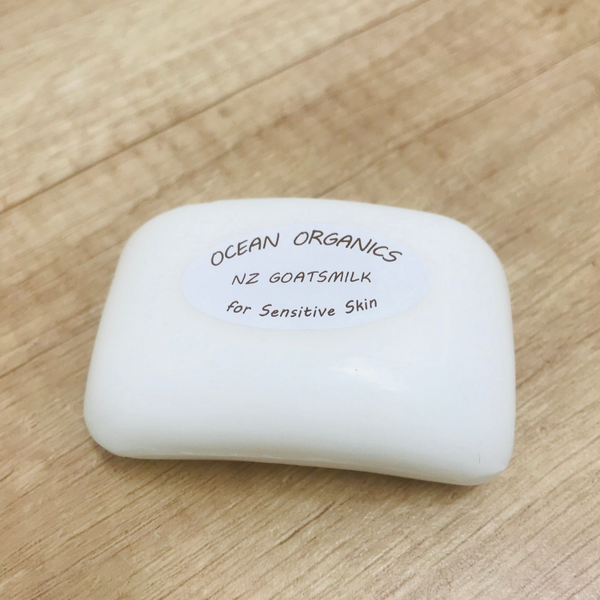 OCEAN ORGANICS
NZ GOATSMILK
for Sensitive Skin